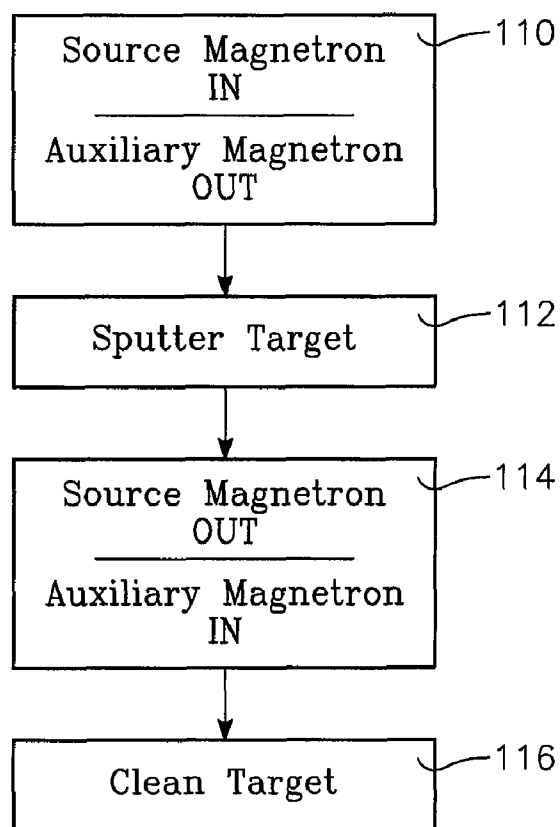 Source Magnetron
IN
Auxiliary Magnetron
OUT
110
Sputter Target
112
Source Magnetron
OUT
Auxiliary Magnetron
IN
114
Clean Target
116